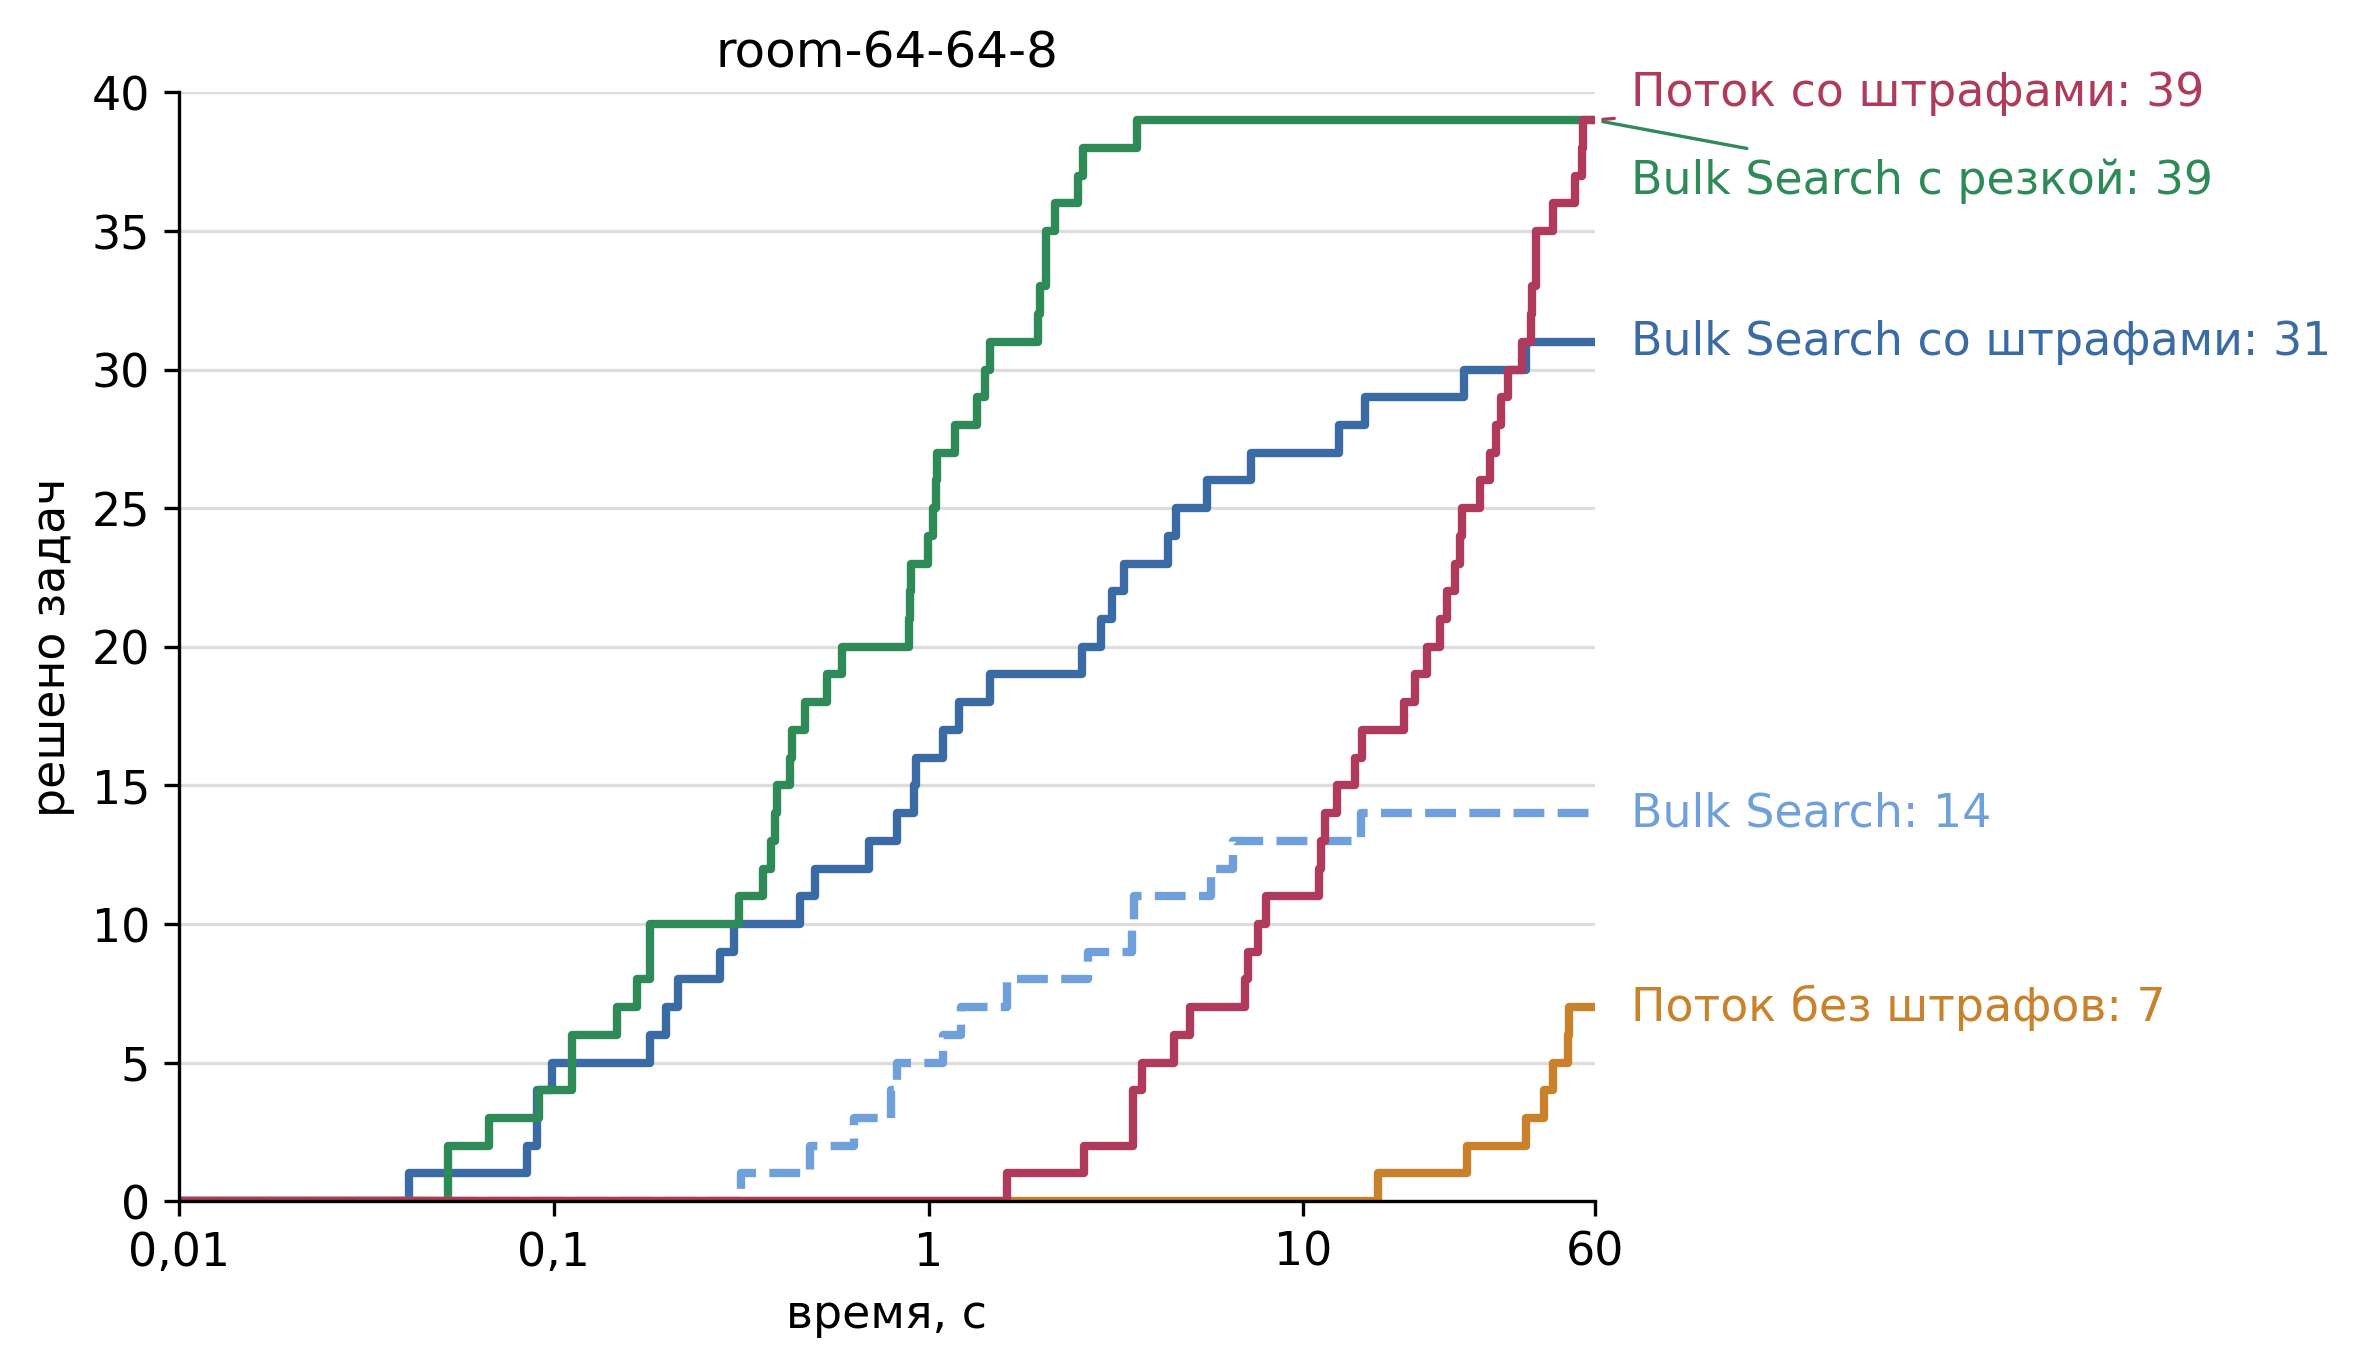 room-64-64-8
40
35
30
25
20
15
10
5
0
решено задач
0,01
0,1
1
10
60
время, с
Поток со штрафами: 39
Bulk Search с резкой: 39
Bulk Search со штрафами: 31
Bulk Search: 14
Поток без штрафов: 7